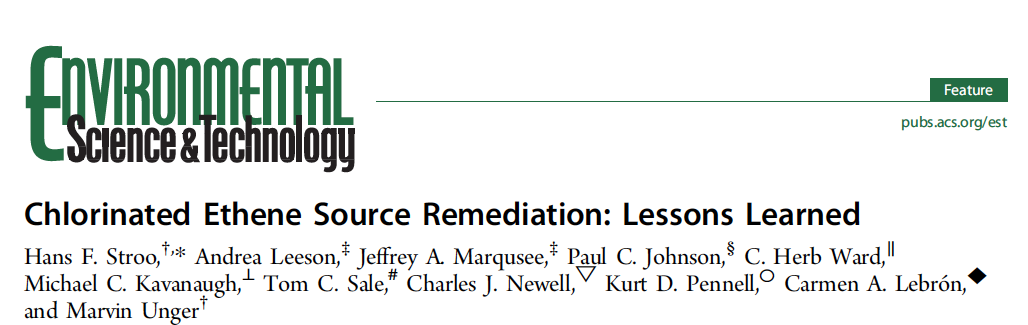 Environmental
Science & Technology
Feature
pubs.acs.org/est
Chlorinated Ethene Source Remediation: Lessons Learned
Hans F. Stroo,†,* Andrea Leeson,‡ Jeffrey A. Marqusee,‡ Paul C. Johnson,§ C. Herb Ward,∥
Michael C. Kavanaugh,⊥ Tom C. Sale,# Charles J. Newell,▽ Kurt D. Pennell,○ Carmen A. Lebrón,◆
and Marvin Unger†